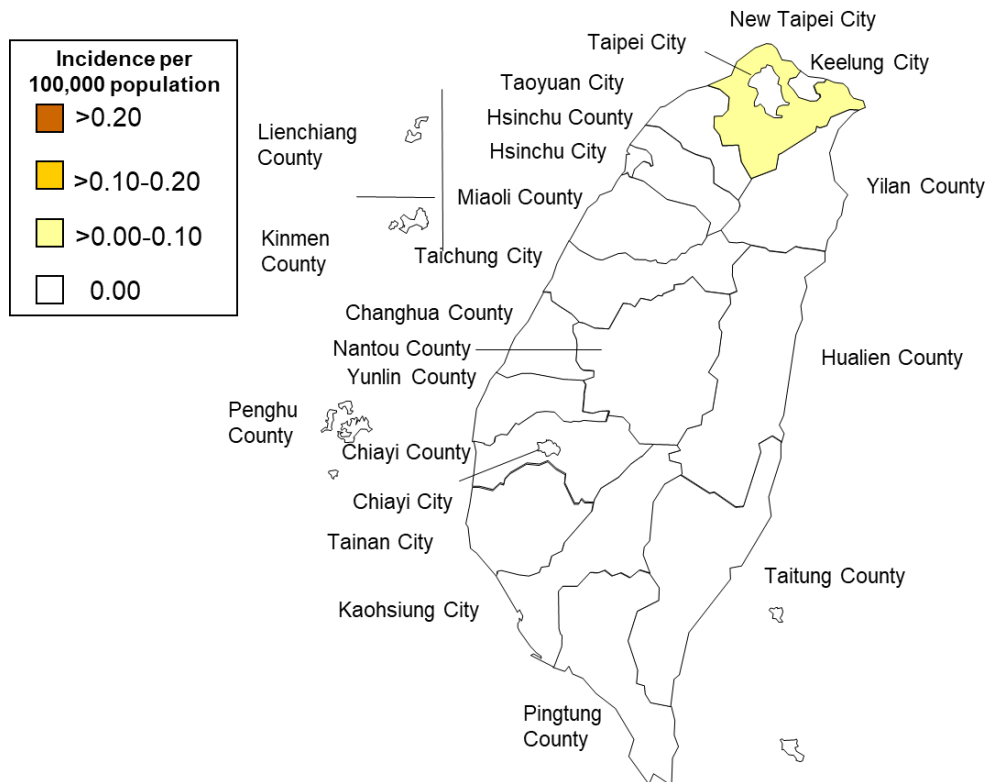 Incidence per
100,000 population
>0.20
>0.10-0.20
>0.00-0.10
0.00
New Taipei City
Taipei City
Keelung City
Taoyuan City
Hsinchu County
Lienchiang
County
Hsinchu City
Miaoli County
Yilan County
Kinmen
County
Taichung City
Changhua County
Nantou County
Hualien County
Yunlin County
Penghu
County
Chiayi County
Chiayi City
Tainan City
Taitung County
Kaohsiung City
Pingtung
County